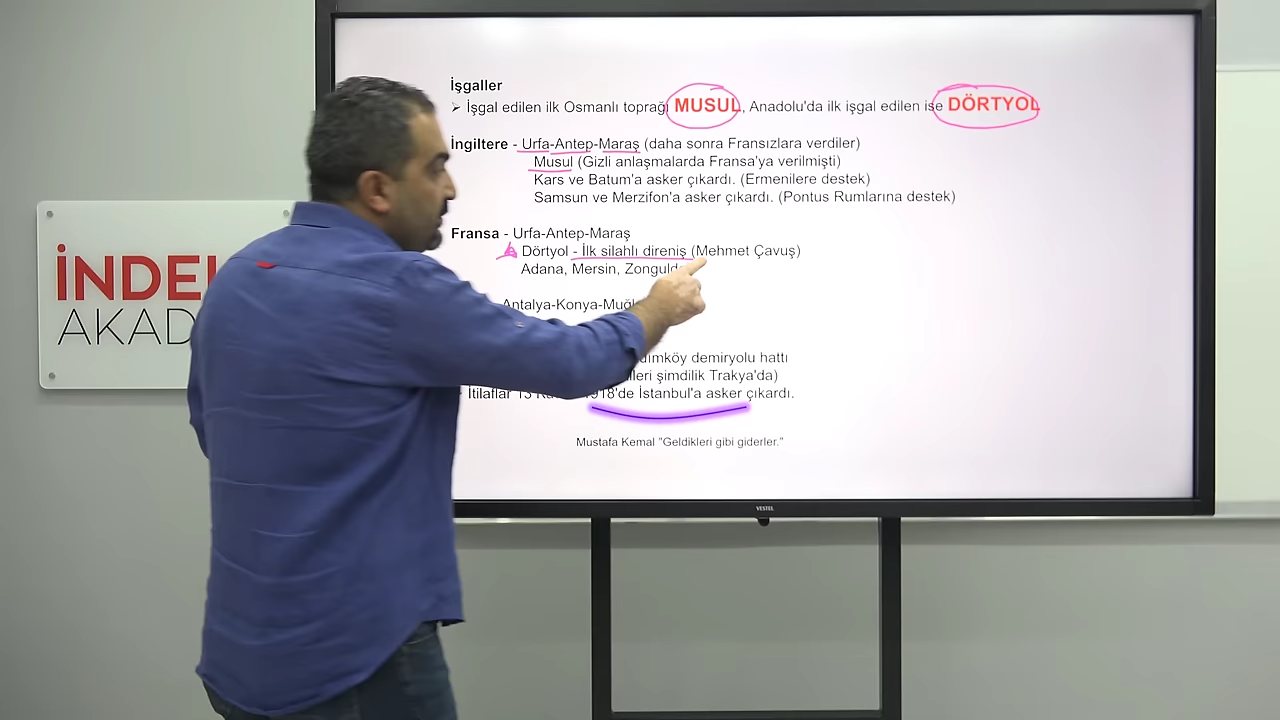 İşgaller
➢ İşgal edilen ilk Osmanlı toprağı MUSUL, Anadolu'da ilk işgal edilen ise DÖRTYOL
İngiltere - Urfa-Antep-Maraş (daha sonra Fransızlara verdiler)
Musul (Gizli anlaşmalarda Fransa'ya verilmişti)
Kars ve Batum'a asker çıkardı. (Ermenilere destek)
Samsun ve Merzifon'a asker çıkardı. (Pontus Rumlarına destek)
Fransa - Urfa-Antep-Maraş
Dörtyol - İlk silahlı direniş (Mehmet Çavuş)
Adana, Mersin,
Antalya-Konya-
demiryolu hattı
şimdilik Trakya'da)
İtilaflar 13 'de İstanbul'a asker çıkardı.
Mustafa Kemal "Geldikleri gibi giderler."
VESTEL
İNDE
AKAD